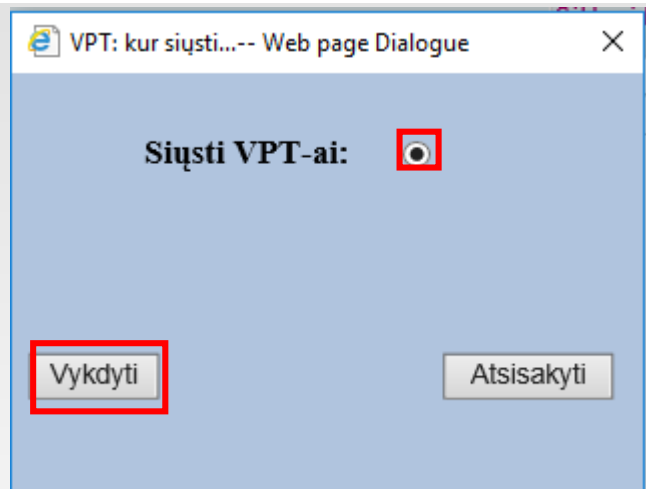 VPT: kur siųsti...-- Web page Dialogue
Siųsti VPT-ai:
Vykdyti
Atsisakyti